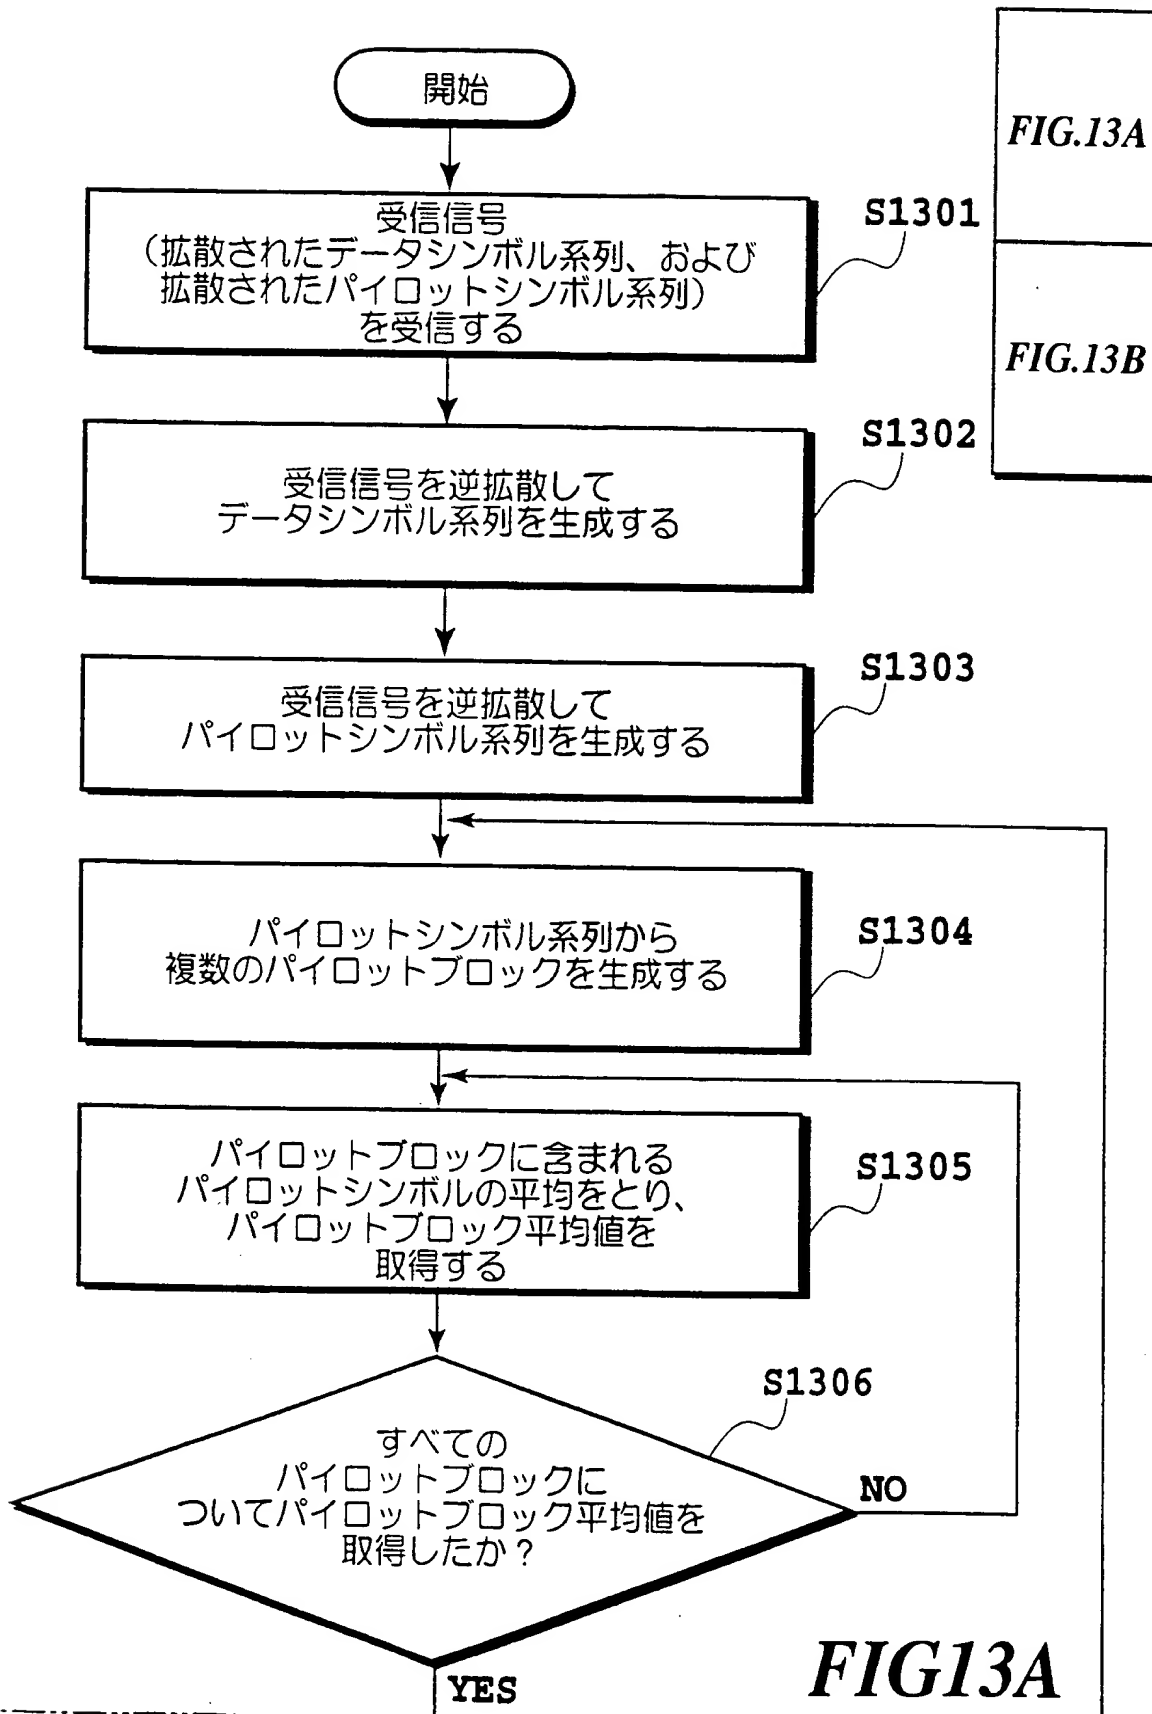 開始
FIG.13A
FIG.13B
受信信号
（拡散されたデータシンボル系列、および
拡散されたパイロットシンボル系列）
を受信する
S1301
受信信号を逆拡散して
データシンボル系列を生成する
S1302
受信信号を逆拡散して
パイロットシンボル系列を生成する
S1303
パイロットシンボル系列から
複数のパイロットブロックを生成する
S1304
パイロットブロックに含まれる
パイロットシンボルの平均をとり、
パイロットブロック平均値を
取得する
S1305
すべての
パイロットブロックに
ついてパイロットブロック平均値を
取得したか？
S1306
NO
YES
FIG13A